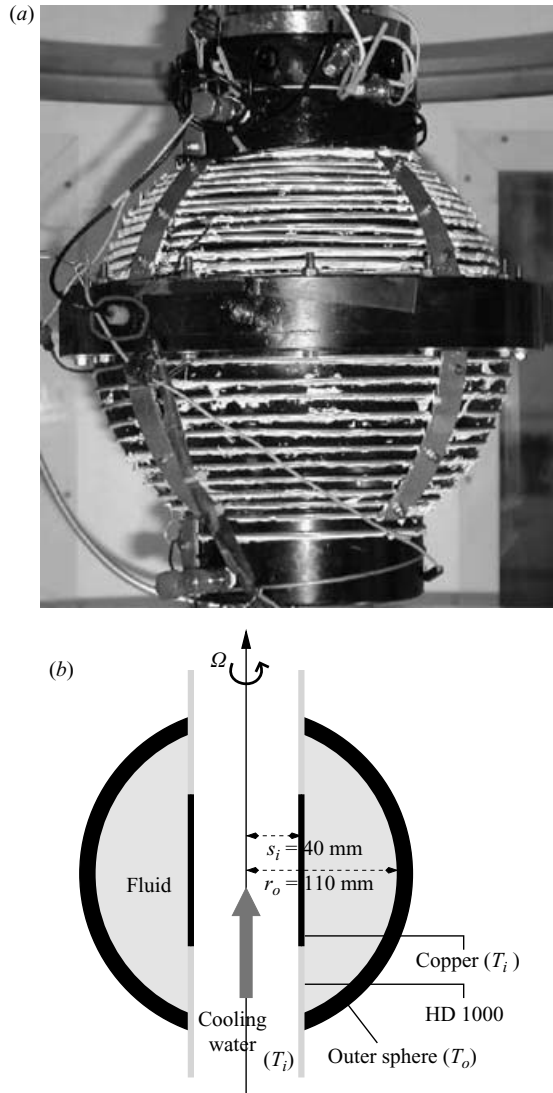 (a)
(b)
Ω
s_i = 40 mm
r_o = 110 mm
Fluid
Copper (T_i )
HD 1000
Cooling
water
(T_i)
Outer sphere (T_o)